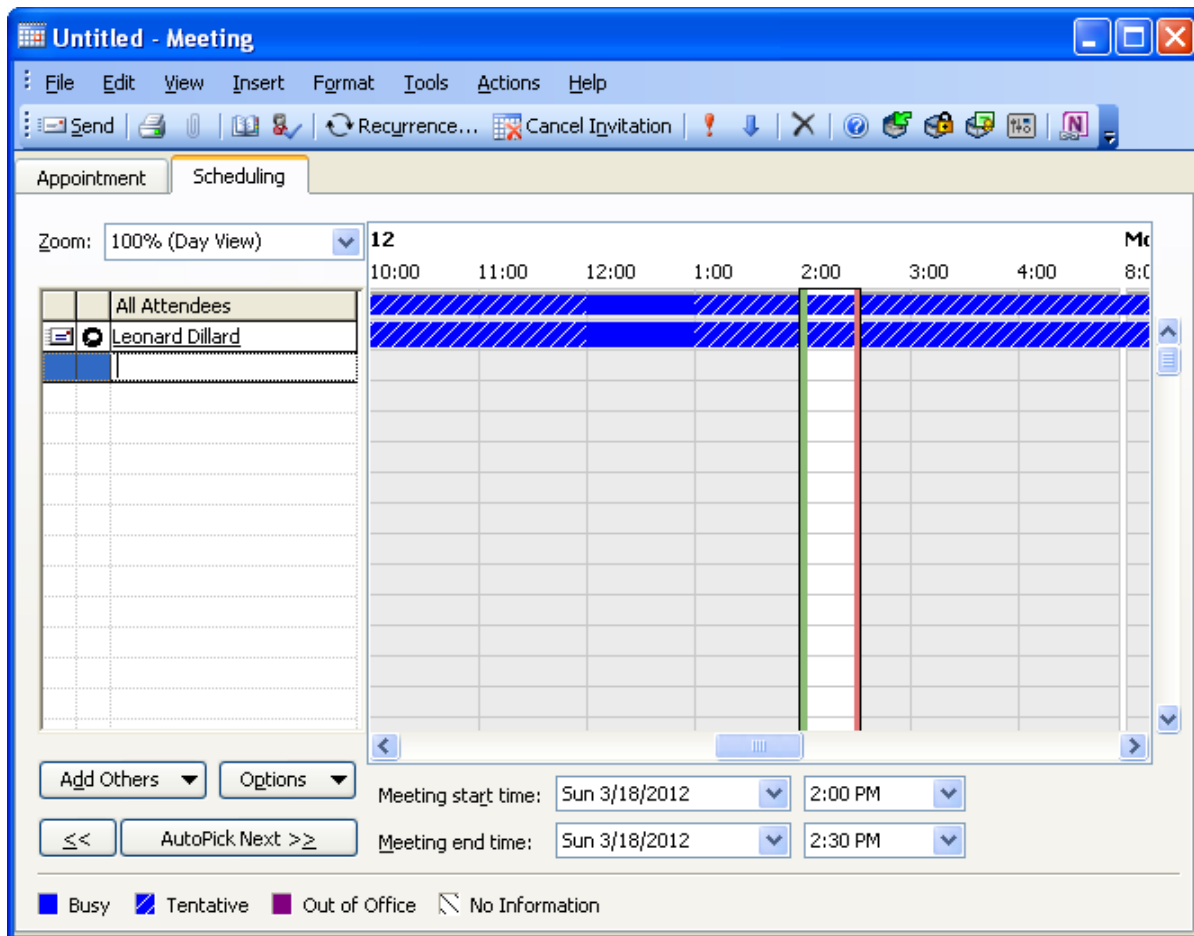 Untitled - Meeting
File Edit View Insert Format Tools Actions Help
Send Recurrence... Cancel Invitation
Appointment Scheduling
Zoom: 100% (Day View)
12
10:00 11:00 12:00 1:00 2:00 3:00 4:00
All Attendees
Leonard Dillard
Add Others Options
<< AutoPick Next >>
Meeting start time: Sun 3/18/2012 2:00 PM
Meeting end time: Sun 3/18/2012 2:30 PM
Busy Tentative Out of Office No Information